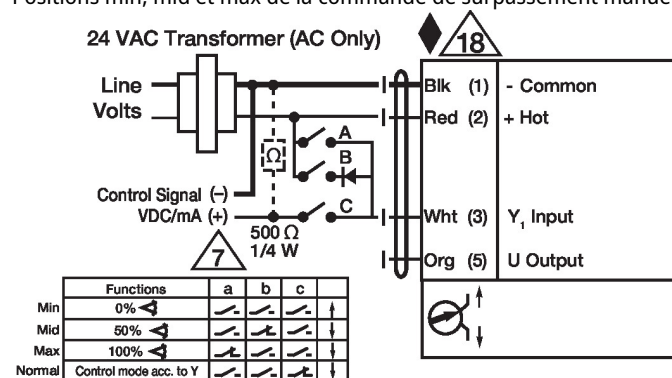 Positions min, mid et max de la commande de surpassement manuel
24 VAC Transformer (AC Only)
18
Line
Volts
Blk (1) - Common
Red (2) + Hot
A
B
C
Ω
Control Signal (–)
VDC/mA (+)
500 Ω
1/4 W
7
Wht (3) Y1 Input
Org (5) U Output
Functions a b c
Min 0%
Mid 50%
Max 100%
Normal Control mode acc. to Y